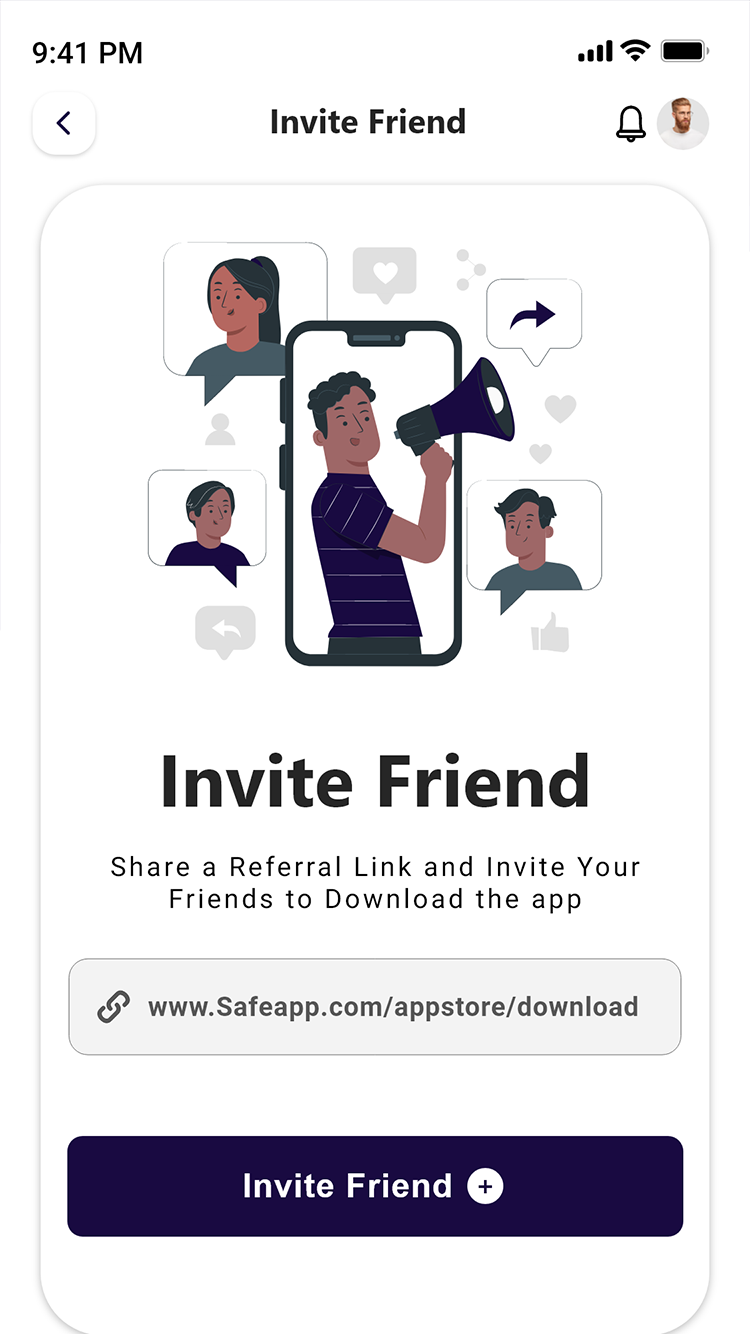 9:41 PM
Invite Friend
Invite Friend
Share a Referral Link and Invite Your
Friends to Download the app
www.Safeapp.com/appstore/download
Invite Friend